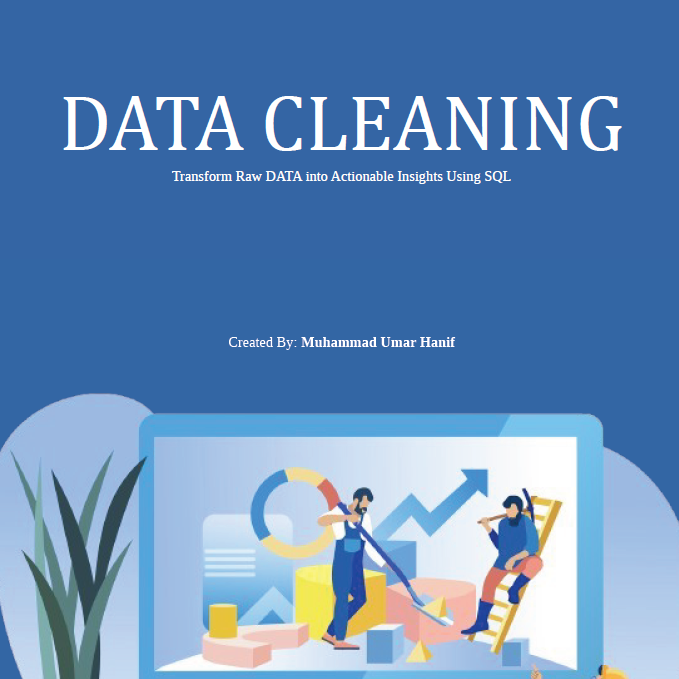 DATA CLEANING
Transform Raw DATA into Actionable Insights Using SQL
Created By: Muhammad Umar Hanif